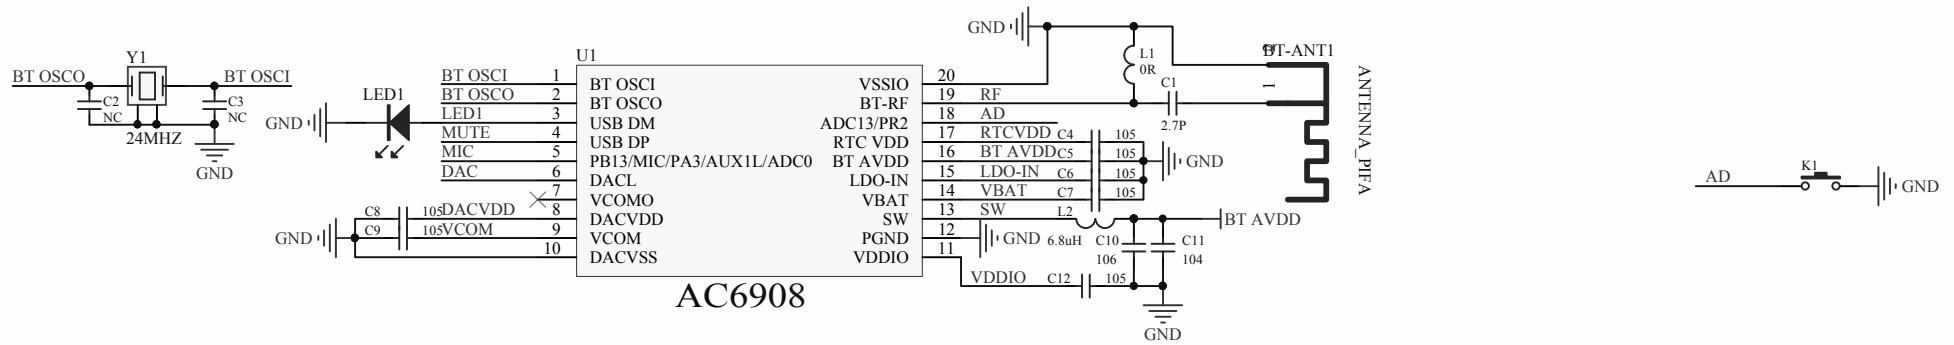 BT OSCO
Y1
BT OSCI
C2
NC
C3
NC
24MHZ
GND
GND
LED1
U1
BT OSCI 1 BT OSCI
BT OSCO 2 BT OSCO
LED1 3 USB DM
MUTE 4 USB DP
MIC 5 PB13/MIC/PA3/AUX1L/ADC0
DAC 6 DACL
7 VCOMO
C8 105 DACVDD 8 DACVDD
GND C9 105 VCOM 9 VCOM
10 DACVSS
VSSIO 20
BT-RF 19 RF
ADC13/PR2 18 AD
RTC VDD 17 RTCVDD C4 105
BT AVDD 16 BT AVDD C5 105 GND
LDO-IN 15 LDO-IN C6 105
VBAT 14 VBAT C7 105
SW 13 SW L2 BT AVDD
PGND 12 GND 6.8uH C10 C11
106 104
VDDIO 11
VDDIO C12 105
GND
AC6908
GND
L1
0R
C1
2.7P
BT-ANT1
1
ANTENNA_PIFA
AD K1 GND